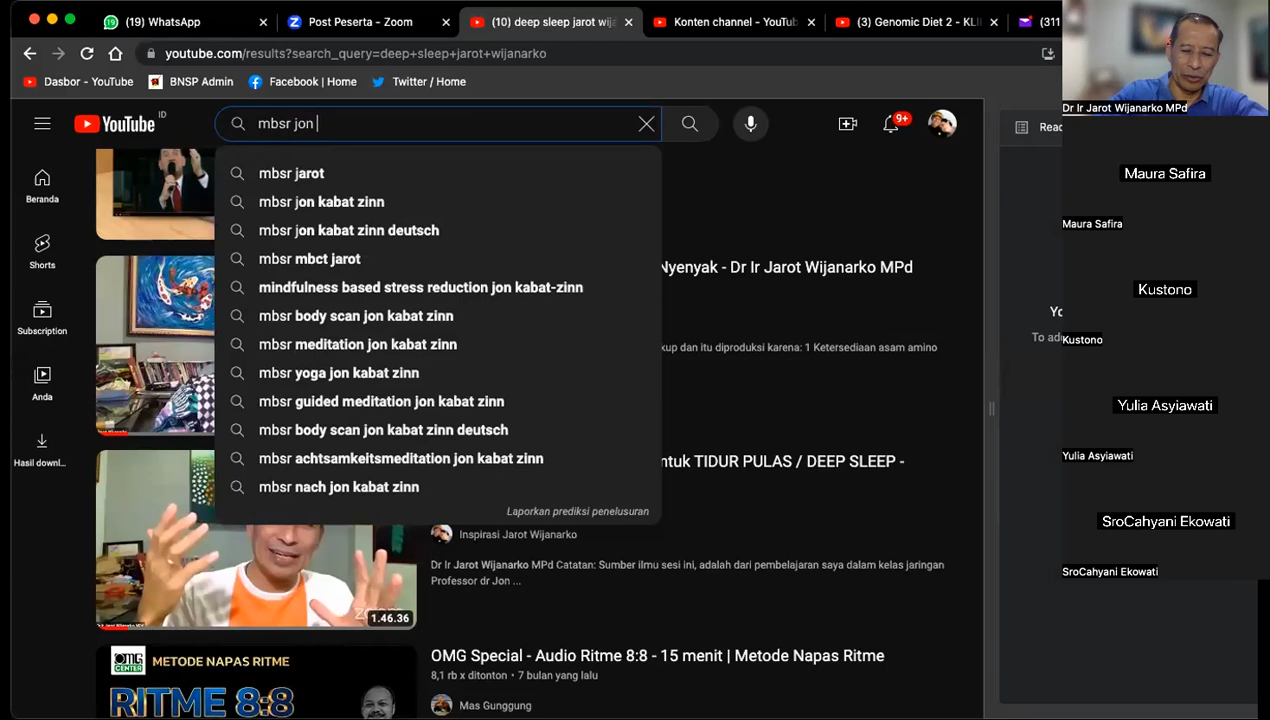 (19) WhatsApp
Post Peserta - Zoom
(10) deep sleep jarot wija
Konten channel - YouTub
(3) Genomic Diet 2 - KLI
(311
youtube.com/results?search_query=deep+sleep+jarot+wijanarko
Dasbor - YouTube
BNSP Admin
Facebook | Home
Twitter / Home
Dr Ir Jarot Wijanarko MPd
YouTube ID
mbsr jon
9+
Read
Beranda
Shorts
Subscription
Anda
Hasil downl...
mbsr jarot
mbsr jon kabat zinn
mbsr jon kabat zinn deutsch
mbsr mbct jarot
mindfulness based stress reduction jon kabat-zinn
mbsr body scan jon kabat zinn
mbsr meditation jon kabat zinn
mbsr yoga jon kabat zinn
mbsr guided meditation jon kabat zinn
mbsr body scan jon kabat zinn deutsch
mbsr achtsamkeitsmeditation jon kabat zinn
mbsr nach jon kabat zinn
Laporkan prediksi penelusuran
Nyenyak - Dr Ir Jarot Wijanarko MPd
kup dan itu diproduksi karena: 1 Ketersediaan asam amino
ntuk TIDUR PULAS / DEEP SLEEP -
Inspirasi Jarot Wijanarko
Dr Ir Jarot Wijanarko MPd Catatan: Sumber ilmu sesi ini, adalah dari pembelajaran saya dalam kelas jaringan
Professor dr Jon ...
1.46.36
OMG CENTER
METODE NAPAS RITME
RITME 8:8
OMG Special - Audio Ritme 8:8 - 15 menit | Metode Napas Ritme
8,1 rb x ditonton • 7 bulan yang lalu
Mas Gunggung
Yo
To ad
Maura Safira
Maura Safira
Kustono
Kustono
Yulia Asyiawati
Yulia Asyiawati
SroCahyani Ekowati
SroCahyani Ekowati